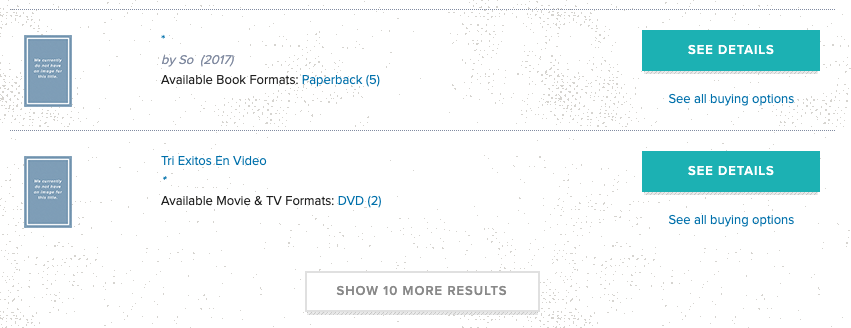 We currently
do not have
an image for
this title.
*
by So (2017)
Available Book Formats: Paperback (5)
SEE DETAILS
See all buying options
We currently
do not have
an image for
this title.
Tri Exitos En Video
*
Available Movie & TV Formats: DVD (2)
SEE DETAILS
See all buying options
SHOW 10 MORE RESULTS